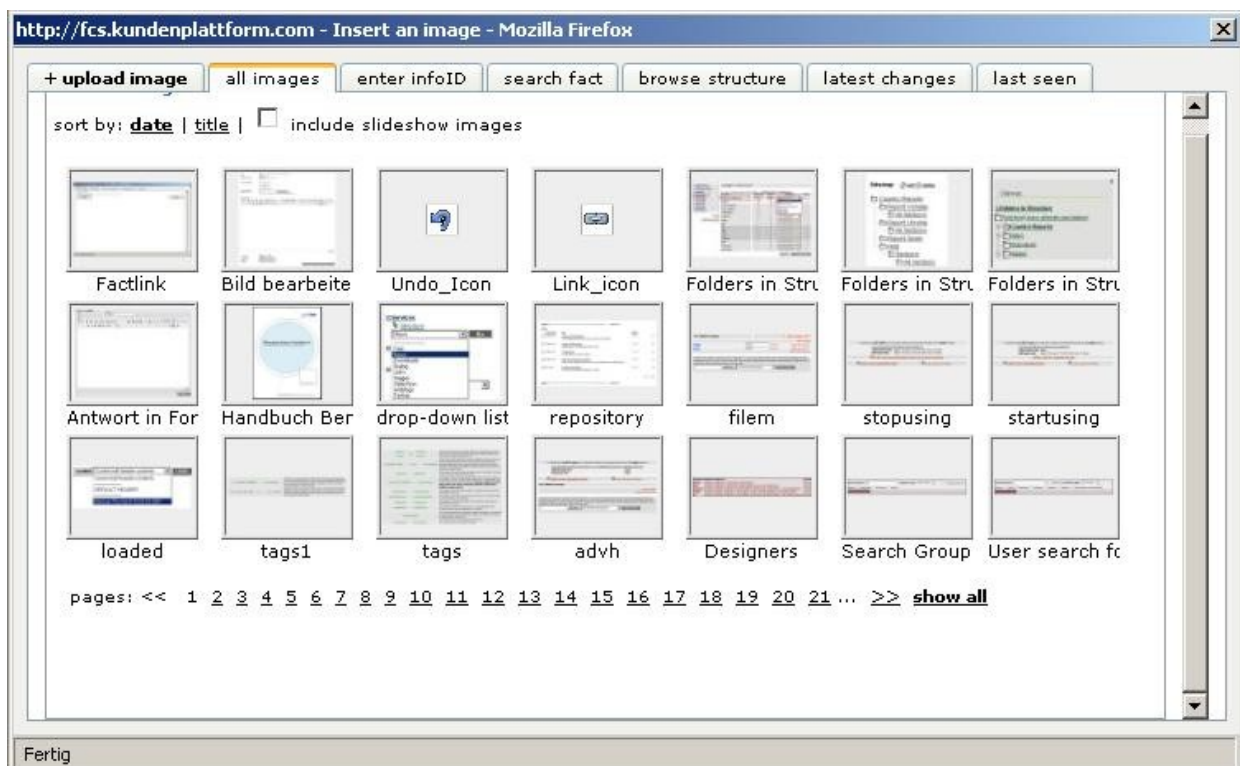 http://fcs.kundenplattform.com - Insert an image - Mozilla Firefox
+ upload image all images enter infoID search fact browse structure latest changes last seen
sort by: date | title | include slideshow images
Factlink Bild bearbeite Undo_Icon Link_icon Folders in Stru Folders in Stru Folders in Stru
Antwort in For Handbuch Ber drop-down list repository filem stopusing startusing
loaded tags1 tags advh Designers Search Group User search fo
pages: << 1 2 3 4 5 6 7 8 9 10 11 12 13 14 15 16 17 18 19 20 21 ... >> show all
Fertig